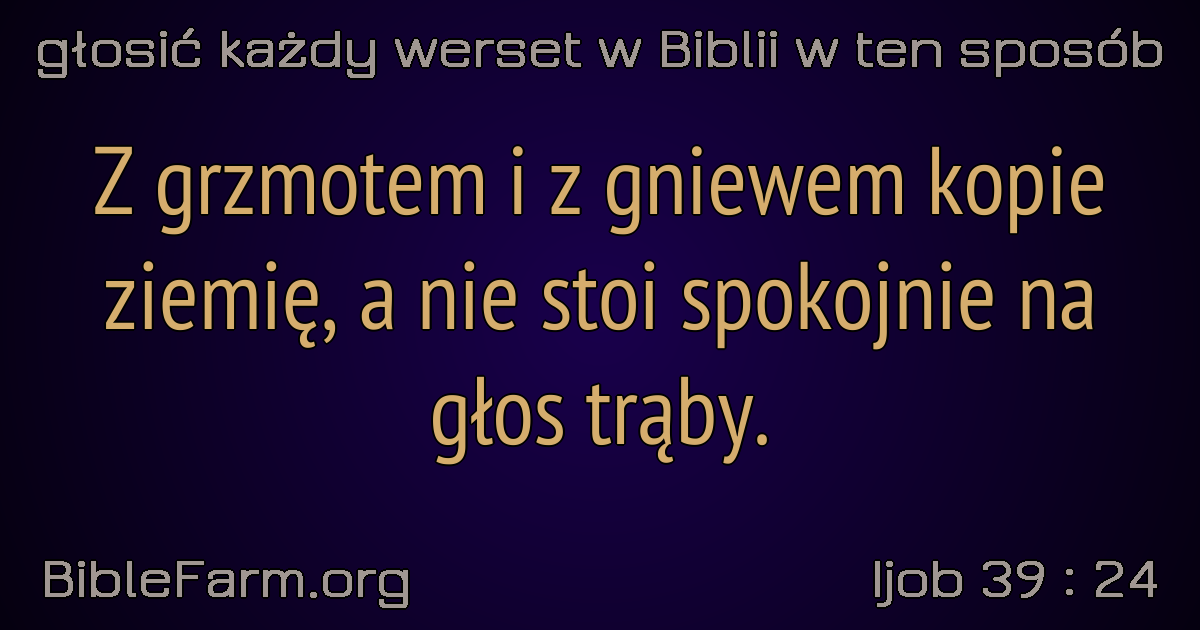 głosić każdy werset w Biblii w ten sposób
Z grzmotem i z gniewem kopie
ziemię, a nie stoi spokojnie na
głos trąby.
BibleFarm.org
Ijob 39 : 24